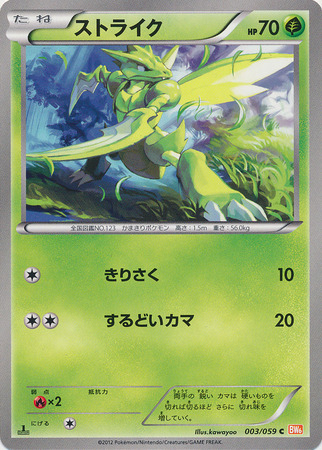 たね ストライク HP70
全国図鑑NO.123 かまきりポケモン 高さ：1.5m 重さ：56.0kg
きりさく 10
するどいカマ 20
弱点 抵抗力
×2
にげる
両手の 鋭い カマは 硬いものを
切れば切るほど さらに 切れ味を
増していく。
1
Illus.kawayoo 003/059 C BW6
©2012 Pokémon/Nintendo/Creatures/GAME FREAK.